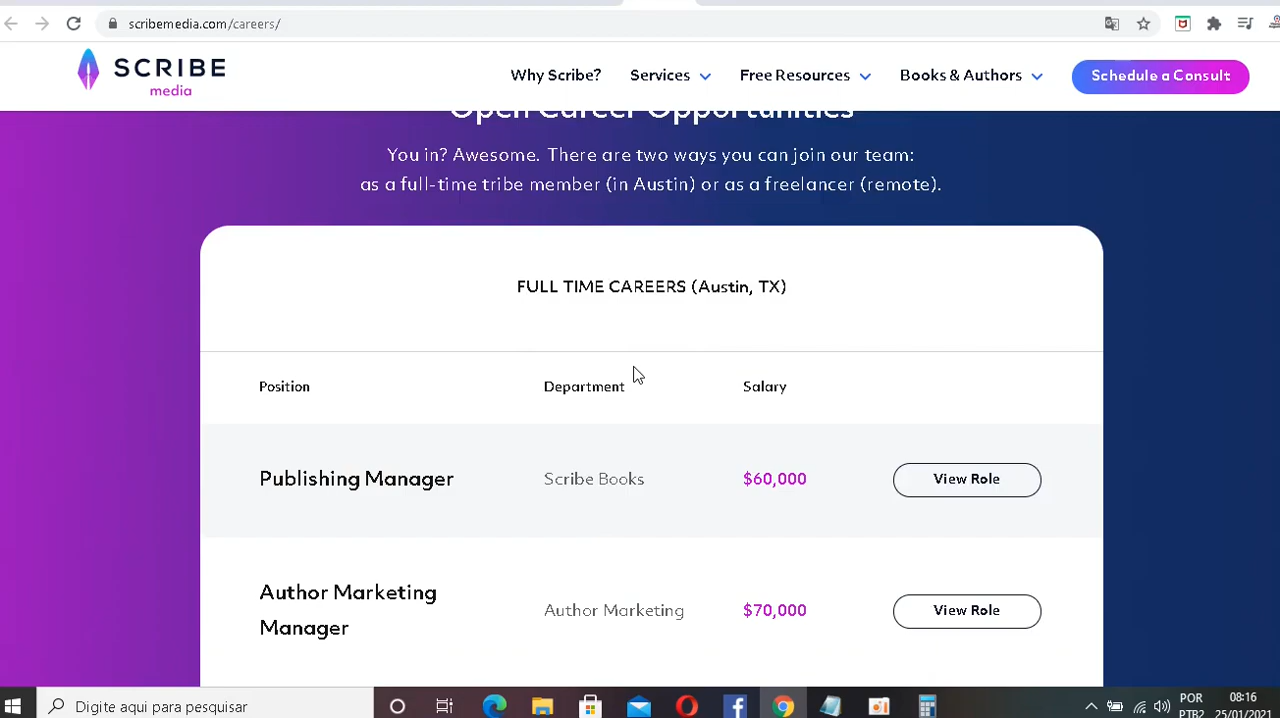 scribemedia.com/careers/
SCRIBE
media
Why Scribe?
Services
Free Resources
Books & Authors
Schedule a Consult
Open Career Opportunities
You in? Awesome. There are two ways you can join our team:
as a full-time tribe member (in Austin) or as a freelancer (remote).
FULL TIME CAREERS (Austin, TX)
Position
Department
Salary
Publishing Manager
Scribe Books
$60,000
View Role
Author Marketing
Manager
Author Marketing
$70,000
View Role
Digite aqui para pesquisar
POR
PTB2
08:16
25/01/2021